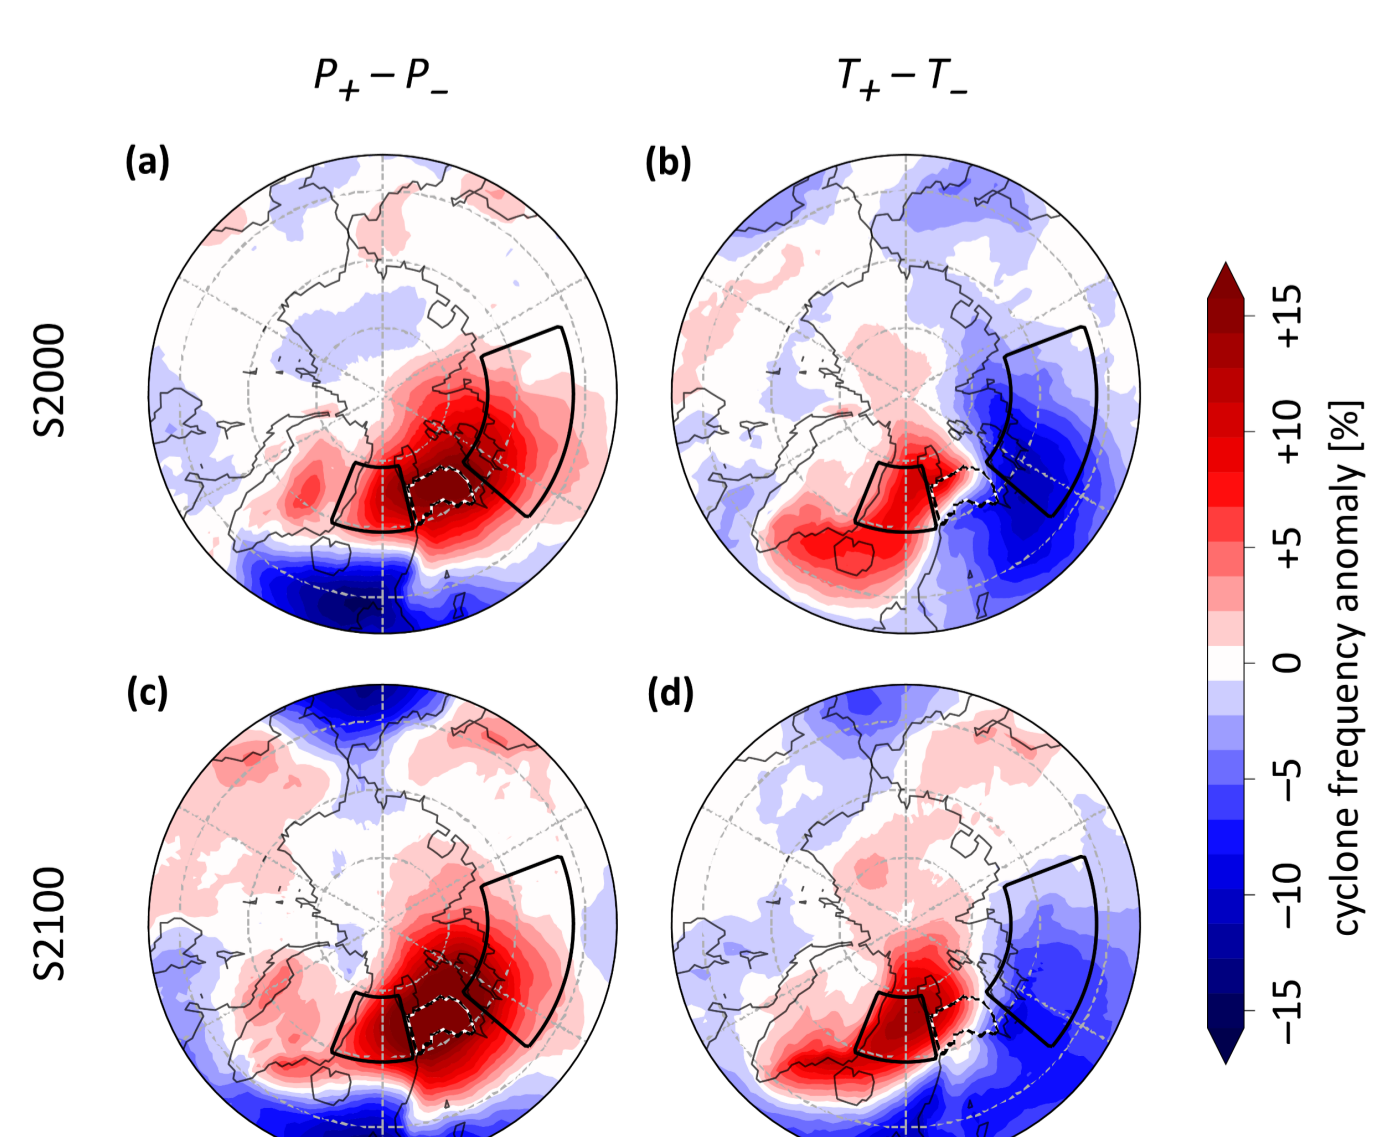 P+ − P−
T+ − T−
(a)
(b)
S2000
(c)
(d)
S2100
+15
+10
+5
0
−5
−10
−15
cyclone frequency anomaly [%]